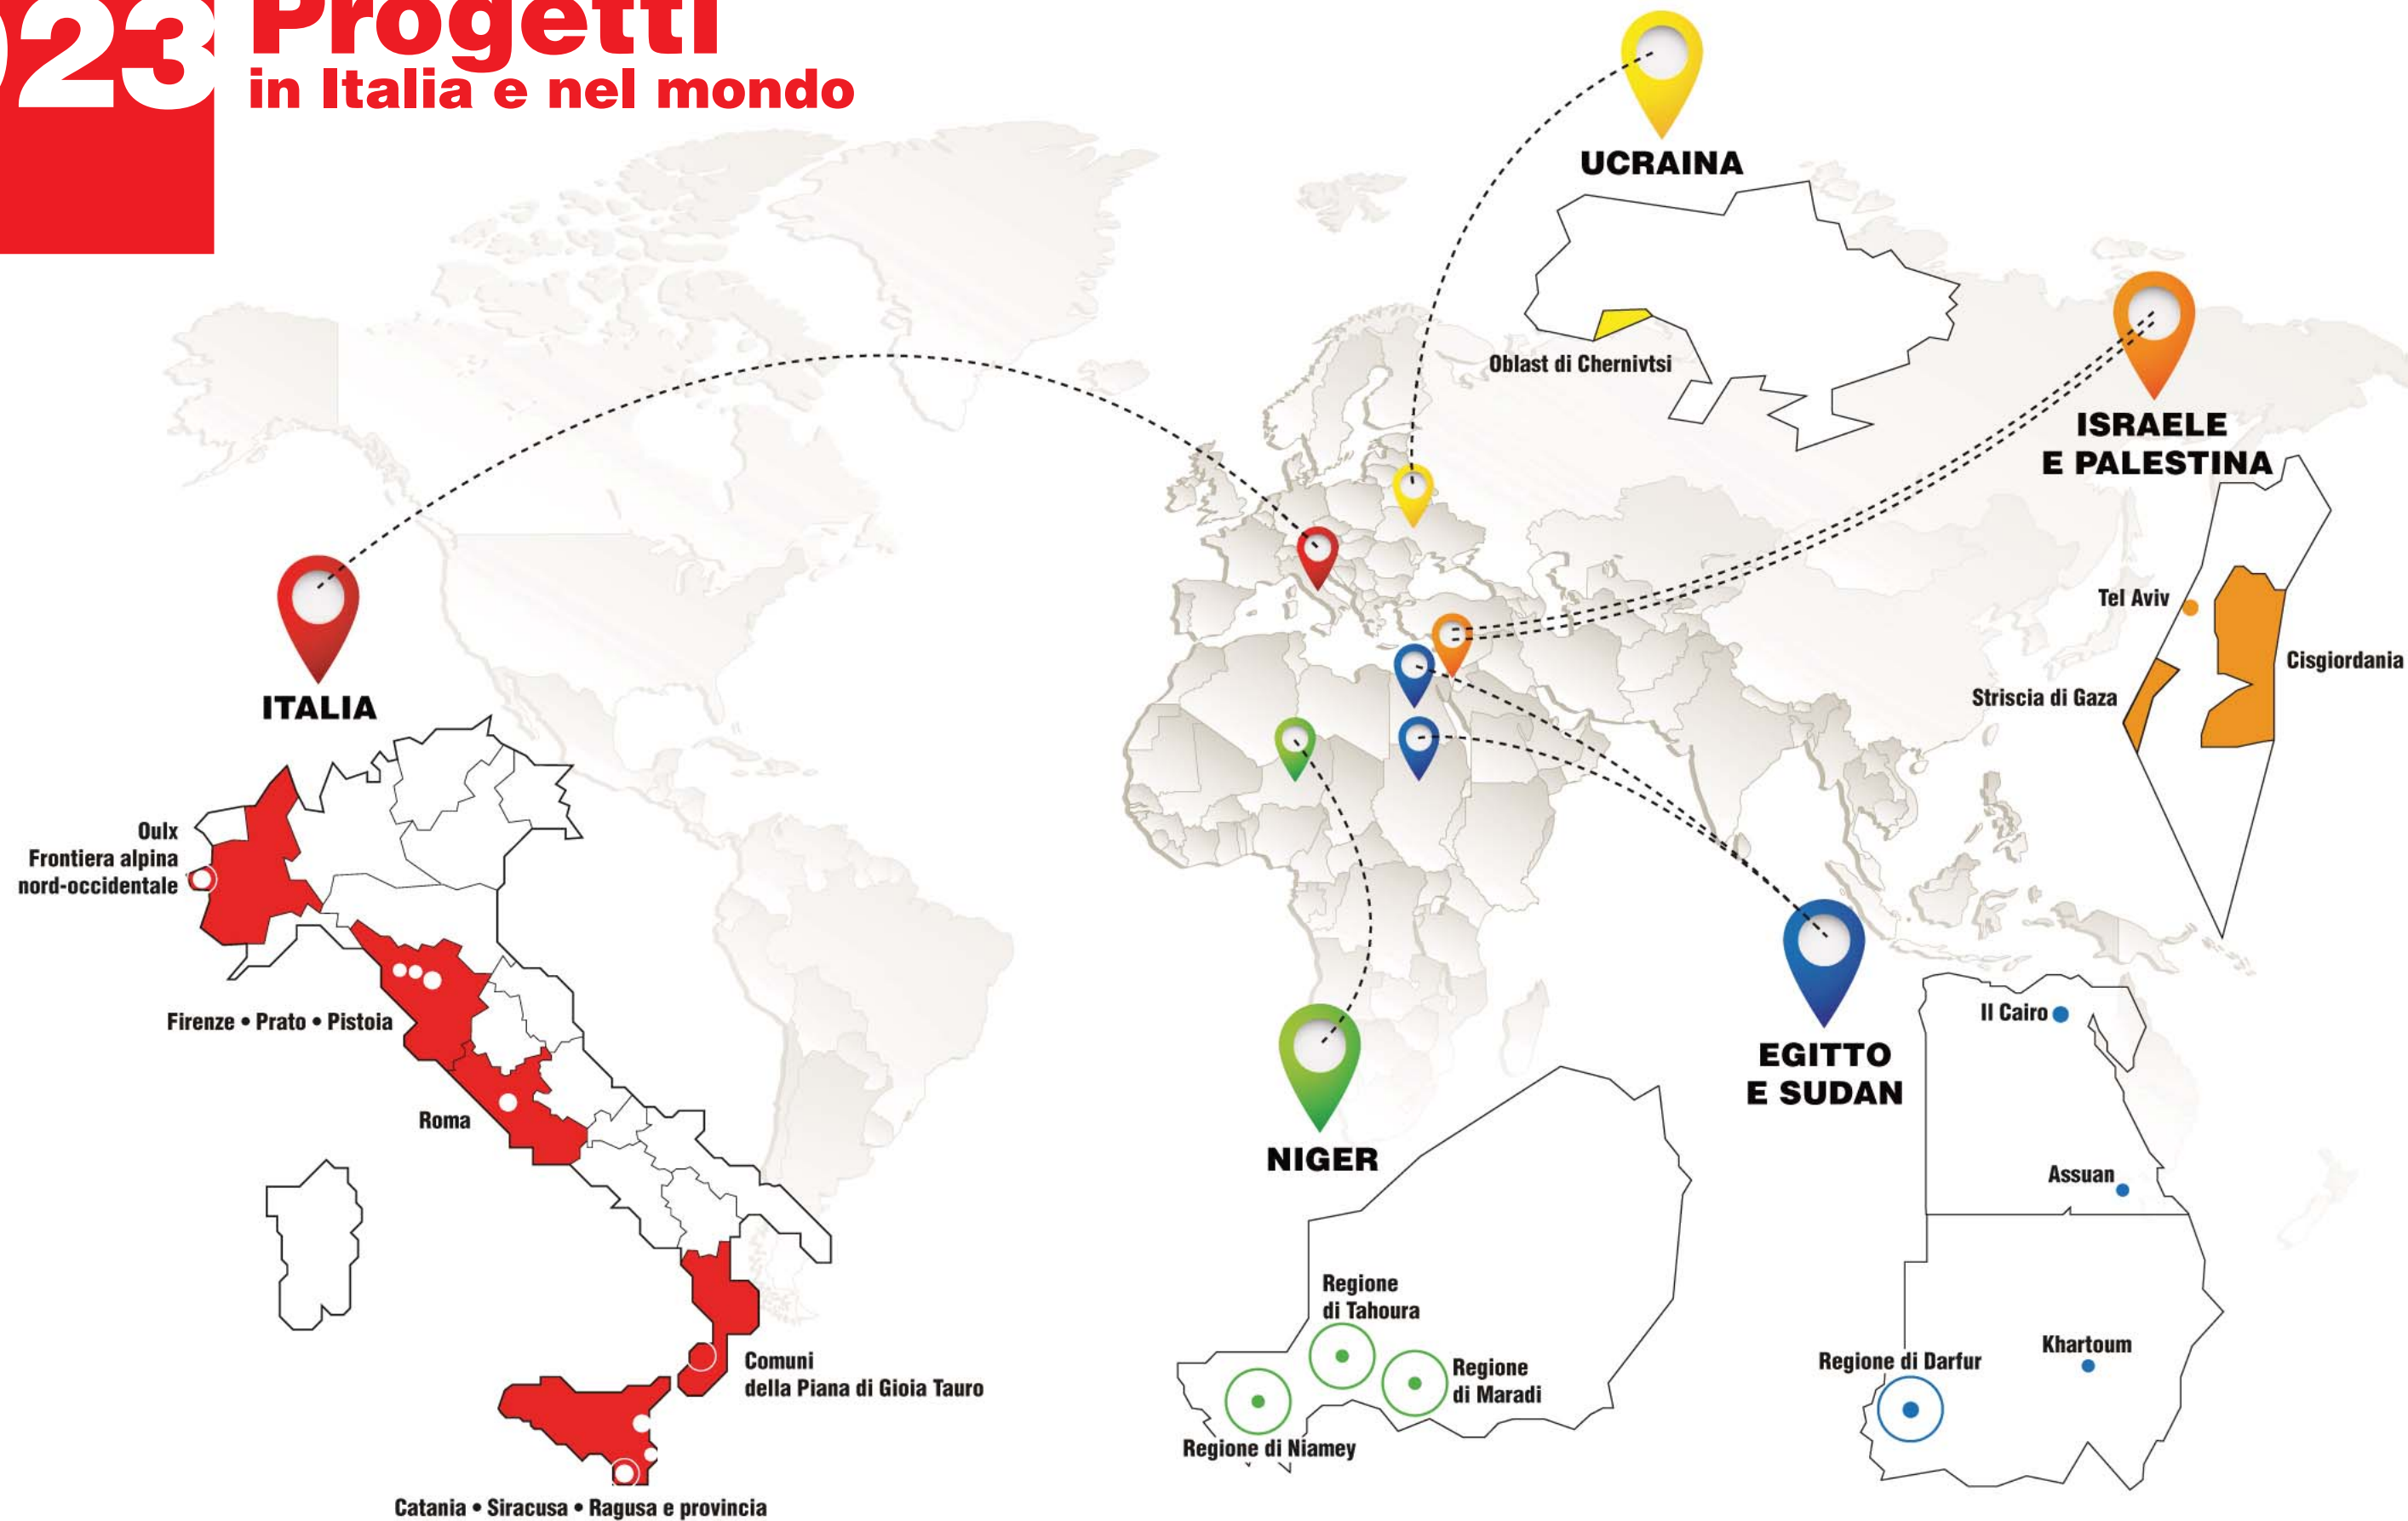 023
Progetti
in Italia e nel mondo
UCRAINA
Oblast di Chernivtsi
ISRAELE
E PALESTINA
Tel Aviv
Cisgiordania
Striscia di Gaza
ITALIA
Oulx
Frontiera alpina
nord-occidentale
Firenze • Prato • Pistoia
Roma
Comuni
della Piana di Gioia Tauro
Catania • Siracusa • Ragusa e provincia
NIGER
Regione
di Tahoura
Regione
di Maradi
Regione di Niamey
EGITTO
E SUDAN
Il Cairo
Assuan
Khartoum
Regione di Darfur